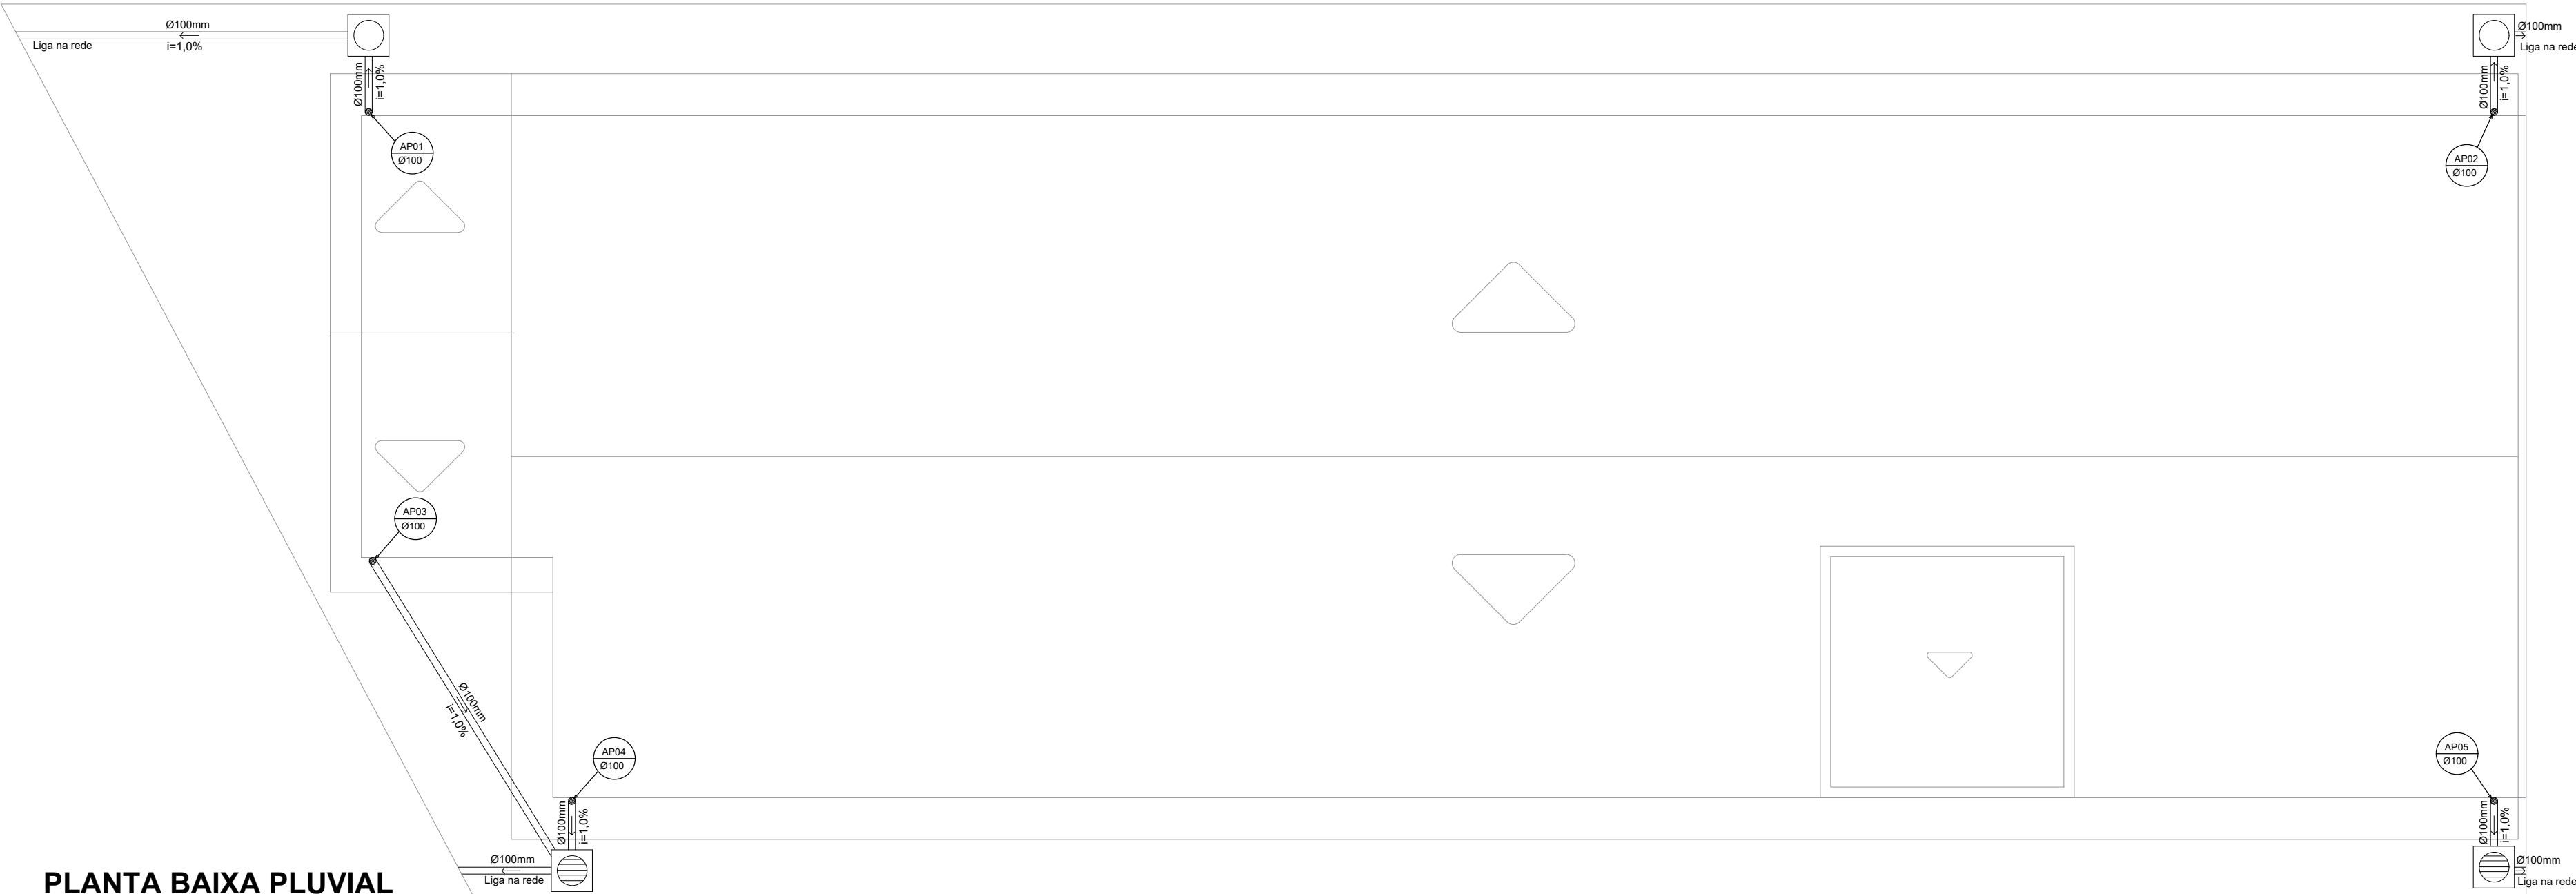 Ø100mm
Liga na rede
i=1,0%
Ø100mm
i=1,0%
AP01
Ø100
Ø100mm
Liga na rede
Ø100mm
i=1,0%
AP02
Ø100
AP03
Ø100
Ø100mm
i=1,0%
AP04
Ø100
Ø100mm
i=1,0%
Ø100mm
Liga na rede
AP05
Ø100
Ø100mm
i=1,0%
Ø100mm
Liga na rede
PLANTA BAIXA PLUVIAL